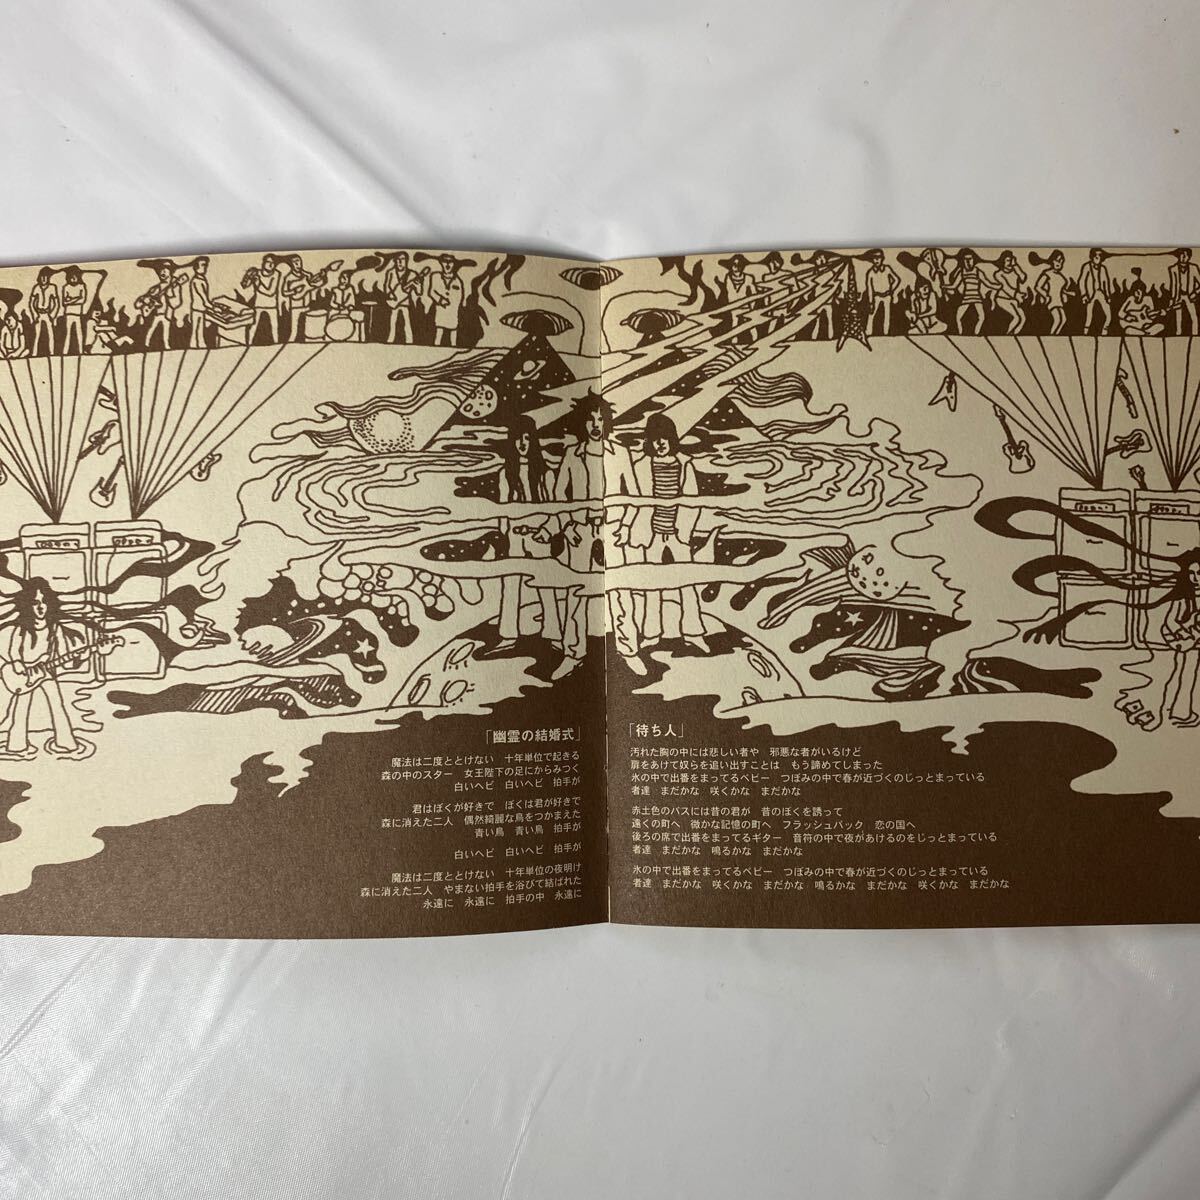 「幽霊の結婚式」
魔法は二度ととけない　十年単位で起きる
森の中のスター　女王陛下の足にからみつく
白いヘビ　白いヘビ　拍手が
君はぼくが好きで　ぼくは君が好きで
森に消えた二人　偶然綺麗な鳥をつかまえた
青い鳥　青い鳥　拍手が
白いヘビ　白いヘビ　拍手が
魔法は二度ととけない　十年単位の夜明け
森に消えた二人　やまない拍手を浴びて結ばれた
永遠に　永遠に　拍手の中　永遠に
「待ち人」
汚れた胸の中には悲しい者や　邪悪な者がいるけど
扉をあけて奴らを追い出すことは　もう諦めてしまった
氷の中で出番をまってるベビー　つぼみの中で春が近づくのじっとまっている
者達　まだかな　咲くかな　まだかな
赤土色のバスには昔の君が　昔のぼくを誘って
遠くの町へ　微かな記憶の町へ　フラッシュバック　恋の国へ
後ろの席で出番をまってるギター　音符の中で夜があけるのをじっとまっている
者達　まだかな　鳴るかな　まだかな
氷の中で出番をまってるベビー　つぼみの中で春が近づくのじっとまっている
者達　まだかな　咲くかな　まだかな　鳴るかな　まだかな　咲くかな　まだかな